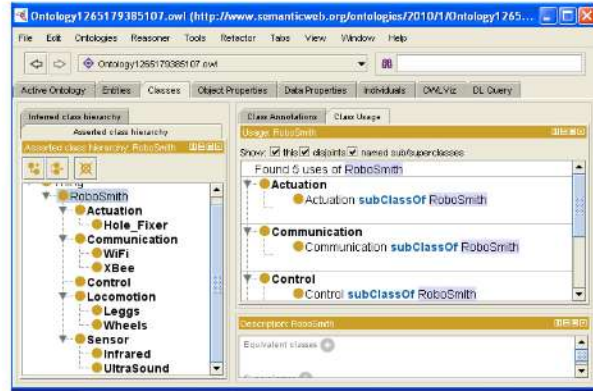 Ontology1265179385107.owl (http://www.semanticweb.org/ontologies/2010/1/Ontology1265...
File Edit Ontologies Reasoner Tools Refactor Tabs View Window Help
Ontology1265179385107.owl
Active Ontology Entities Classes Object Properties Data Properties Individuals OWLViz DL Query
Inferred class hierarchy
Asserted class hierarchy
Asserted class hierarchy: RoboSmith
Thing
RoboSmith
Actuation
Hole_Fixer
Communication
WiFi
XBee
Control
Locomotion
Leggs
Wheels
Sensor
Infrared
UltraSound
Class Annotations Class Usage
Usage: RoboSmith
Show: this disjoints named sub/superclasses
Found 5 uses of RoboSmith
Actuation
Actuation subClassOf RoboSmith
Communication
Communication subClassOf RoboSmith
Control
Control subClassOf RoboSmith
Description: RoboSmith
Equivalent classes